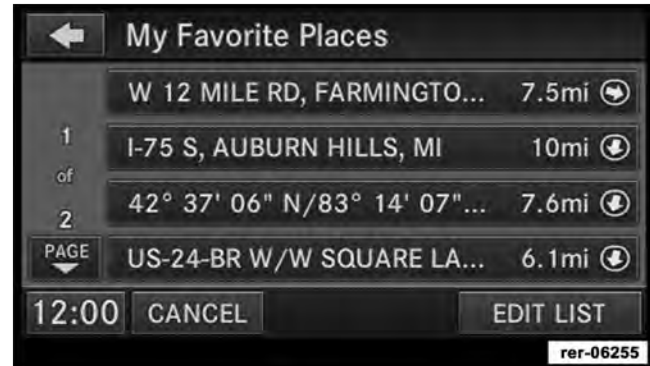 My Favorite Places
W 12 MILE RD, FARMINGTO... 7.5mi
1
of
2
PAGE
I-75 S, AUBURN HILLS, MI 10mi
42° 37' 06" N/83° 14' 07"... 7.6mi
US-24-BR W/W SQUARE LA... 6.1mi
12:00 CANCEL EDIT LIST
rer-06255